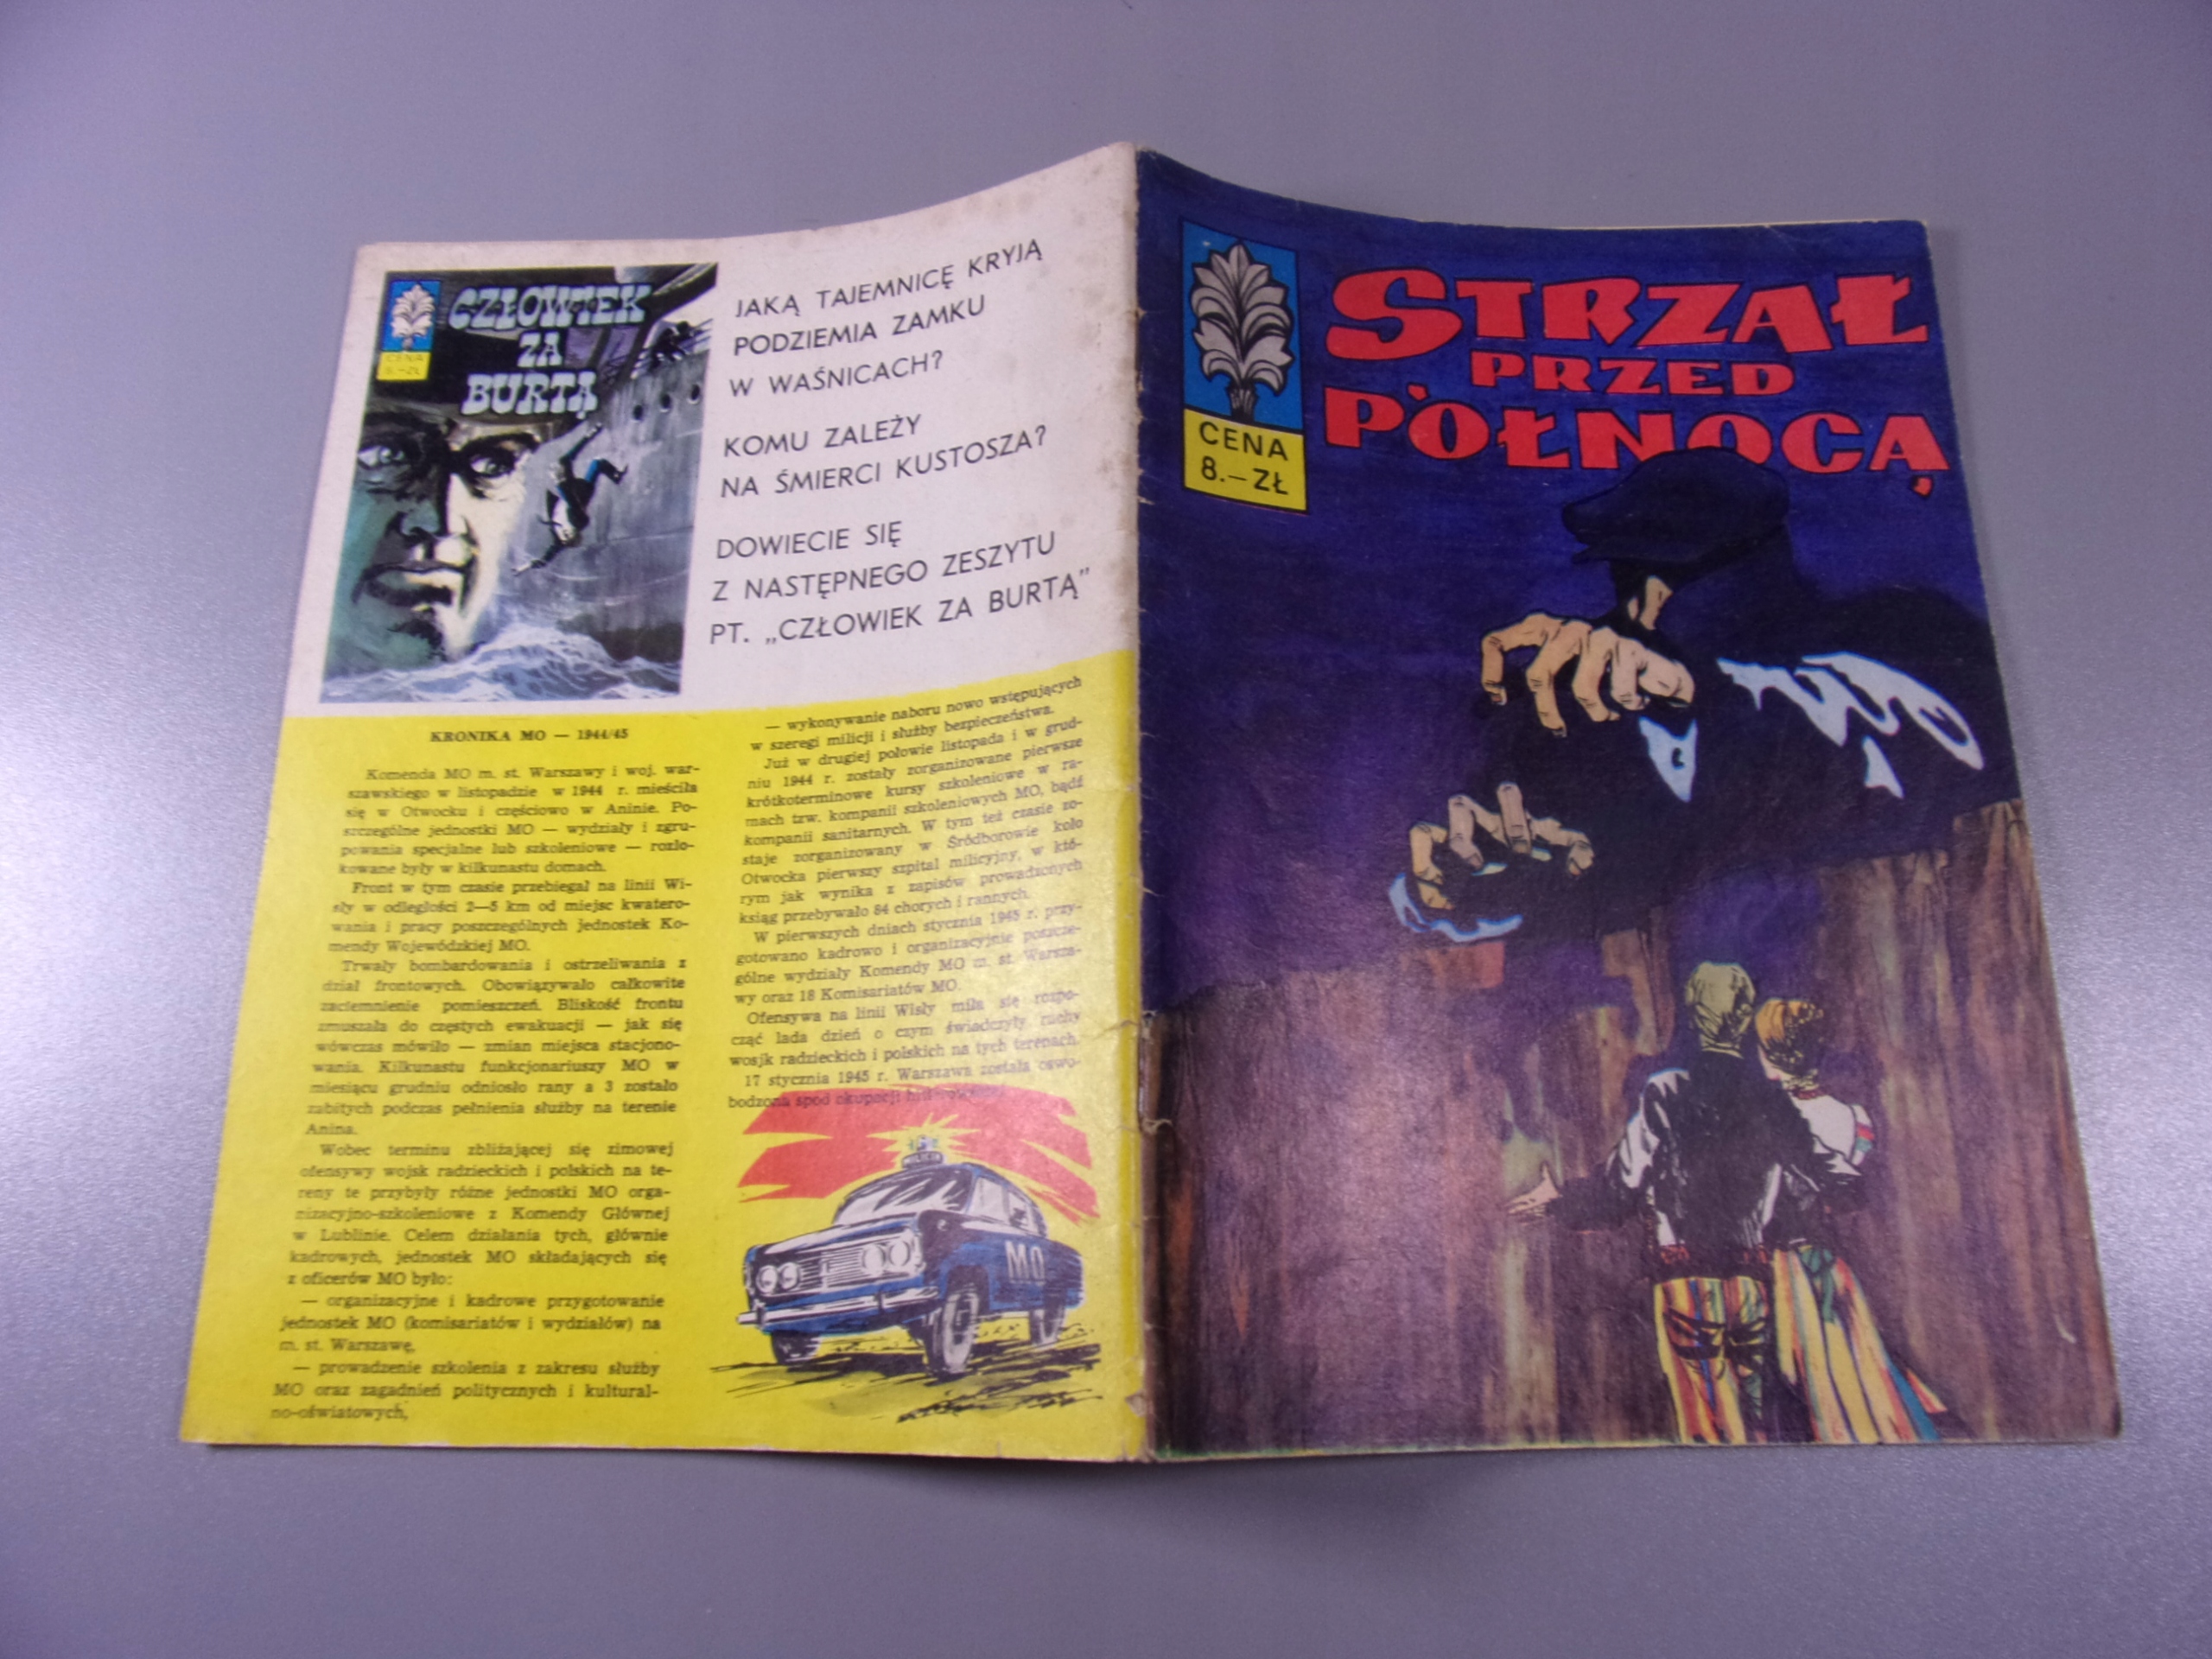 CZŁOWIEK
ZA
BURTĄ
CENA
8.—ZŁ
JAKĄ TAJEMNICĘ KRYJĄ
PODZIEMIA ZAMKU
W WAŚNICACH?
KOMU ZALEŻY
NA ŚMIERCI KUSTOSZA?
DOWIECIE SIĘ
Z NASTĘPNEGO ZESZYTU
PT. „CZŁOWIEK ZA BURTĄ”
KRONIKA MO — 1944/45
Komenda MO m. st. Warszawy i woj. war-
szawskiego w listopadzie w 1944 r. mieściła
się w Otwocku i częściowo w Aninie. Po-
szczególne jednostki MO — wydziały i zgru-
powania specjalne lub szkoleniowe — rozlo-
kowane były w kilkunastu domach.
Front w tym czasie przebiegał na linii Wi-
sły w odległości 2—5 km od miejsc kwatero-
wania i pracy poszczególnych jednostek Ko-
mendy Wojewódzkiej MO.
Trwały bombardowania i ostrzeliwania z
dział frontowych. Obowiązywało całkowite
zaciemnienie pomieszczeń. Bliskość frontu
zmuszała do częstych ewakuacji — jak się
wówczas mówiło — zmian miejsca stacjono-
wania. Kilkunastu funkcjonariuszy MO w
miesiącu grudniu odniosło rany a 3 zostało
zabitych podczas pełnienia służby na terenie
Anina.
Wobec terminu zbliżającej się zimowej
ofensywy wojsk radzieckich i polskich na te-
reny te przybyły różne jednostki MO orga-
nizacyjno-szkoleniowe z Komendy Głównej
w Lublinie. Celem działania tych, głównie
kadrowych, jednostek MO składających się
z oficerów MO było:
— organizacyjne i kadrowe przygotowanie
jednostek MO (komisariatów i wydziałów) na
m. st. Warszawę,
— prowadzenie szkolenia z zakresu służby
MO oraz zagadnień politycznych i kultural-
no-oświatowych,
— wykonywanie naboru nowo wstępujących
w szeregi milicji i służby bezpieczeństwa.
Już w drugiej połowie listopada i w grud-
niu 1944 r. zostały zorganizowane pierwsze
krótkoterminowe kursy szkoleniowe w ra-
mach tzw. kompanii szkoleniowych MO, bądź
kompanii sanitarnych. W tym też czasie zo-
staje zorganizowany w Śródborowie koło
Otwocka pierwszy szpital milicyjny, w któ-
rym jak wynika z zapisów prowadzonych
ksiąg przebywało 84 chorych i rannych.
W pierwszych dniach stycznia 1945 r. przy-
gotowano kadrowo i organizacyjnie poszcze-
gólne wydziały Komendy MO m. st. Warsza-
wy oraz 18 Komisariatów MO.
Ofensywa na linii Wisły miła się rozpo-
cząć lada dzień o czym świadczyły ruchy
wosjk radzieckich i polskich na tych terenach.
17 stycznia 1945 r. Warszawa została oswo-
bodzona spod okupacji
MO
CENA
8.—ZŁ
STRZAŁ
PRZED
PÓŁNOCĄ